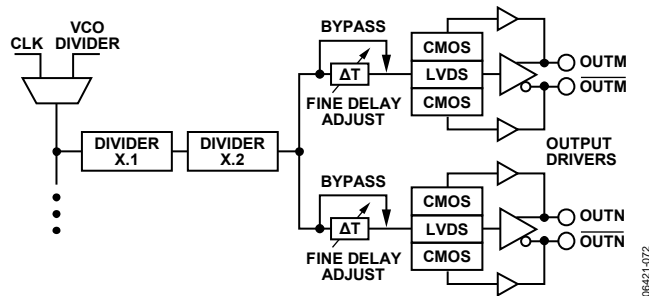 VCO
CLK DIVIDER
DIVIDER
X.1
DIVIDER
X.2
BYPASS
ΔT
FINE DELAY
ADJUST
CMOS
LVDS
CMOS
OUTM
OUTM
OUTPUT
DRIVERS
BYPASS
ΔT
FINE DELAY
ADJUST
CMOS
LVDS
CMOS
OUTN
OUTN
06421-072